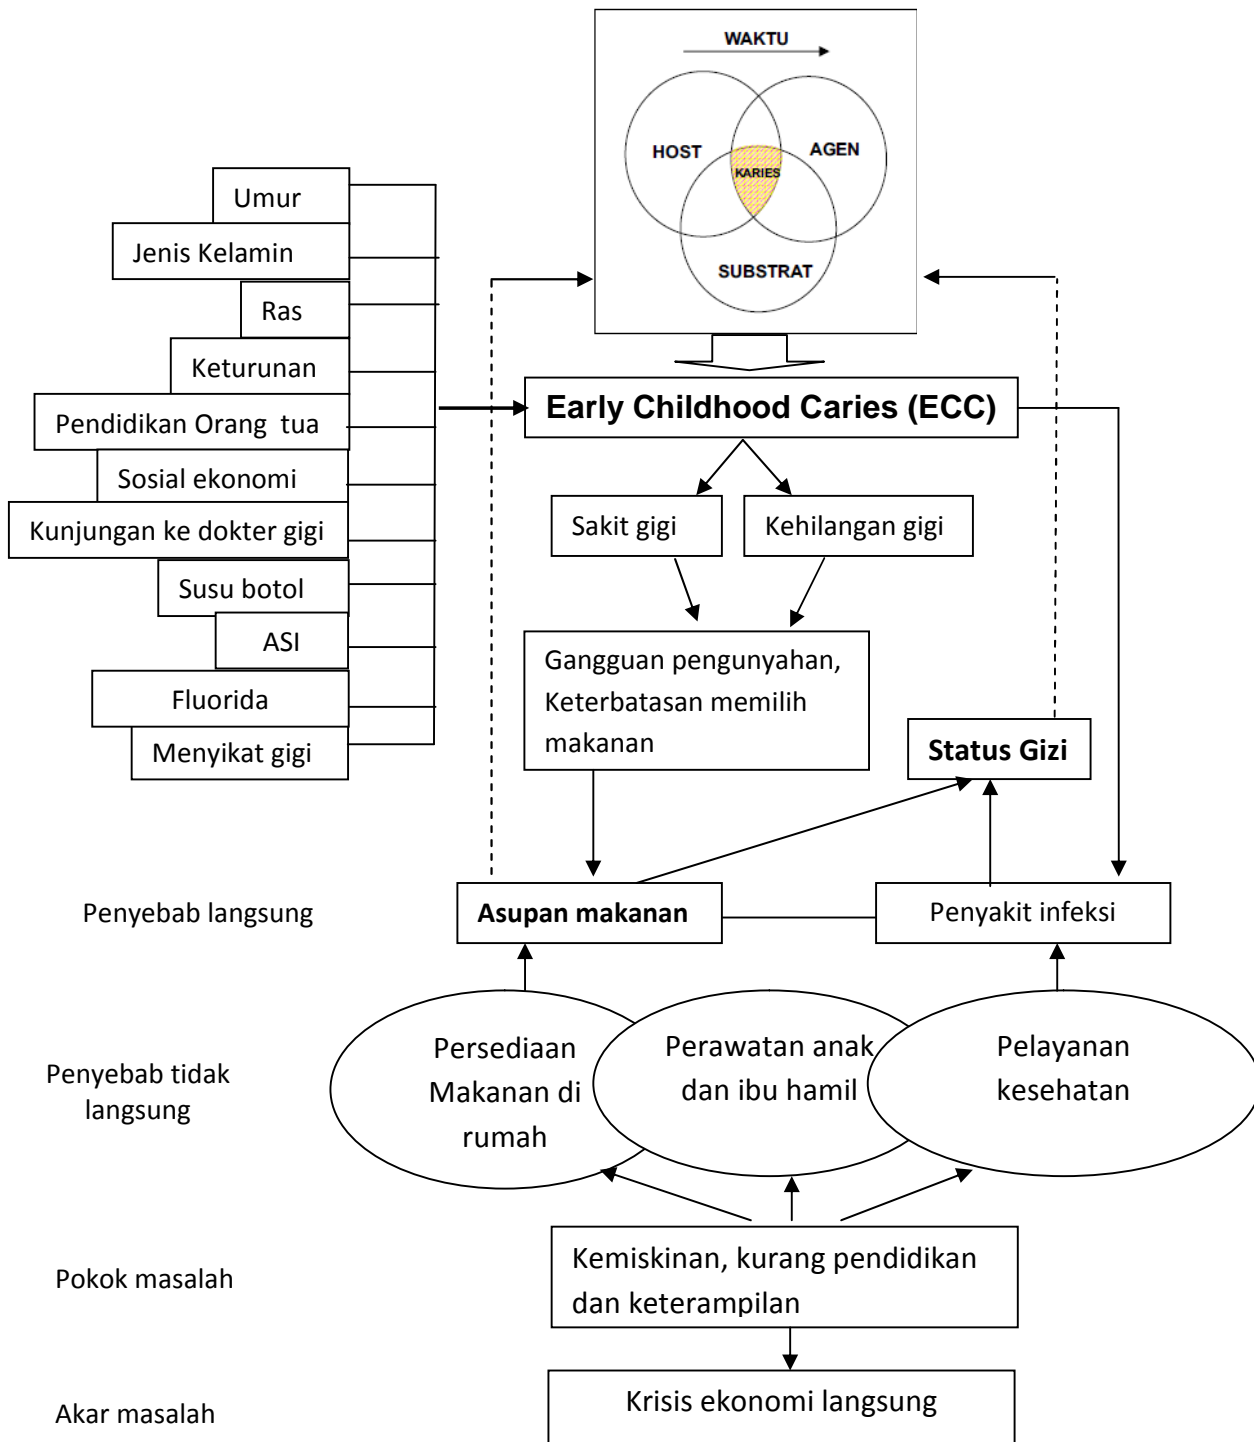 WAKTU
HOST
AGEN
KARIES
SUBSTRAT
Umur
Jenis Kelamin
Ras
Keturunan
Pendidikan Orang tua
Sosial ekonomi
Kunjungan ke dokter gigi
Susu botol
ASI
Fluorida
Menyikat gigi
Early Childhood Caries (ECC)
Sakit gigi
Kehilangan gigi
Gangguan pengunyahan,
Keterbatasan memilih
makanan
Status Gizi
Penyebab langsung
Asupan makanan
Penyakit infeksi
Penyebab tidak
langsung
Persediaan
Makanan di
rumah
Perawatan anak
dan ibu hamil
Pelayanan
kesehatan
Pokok masalah
Kemiskinan, kurang pendidikan
dan keterampilan
Akar masalah
Krisis ekonomi langsung